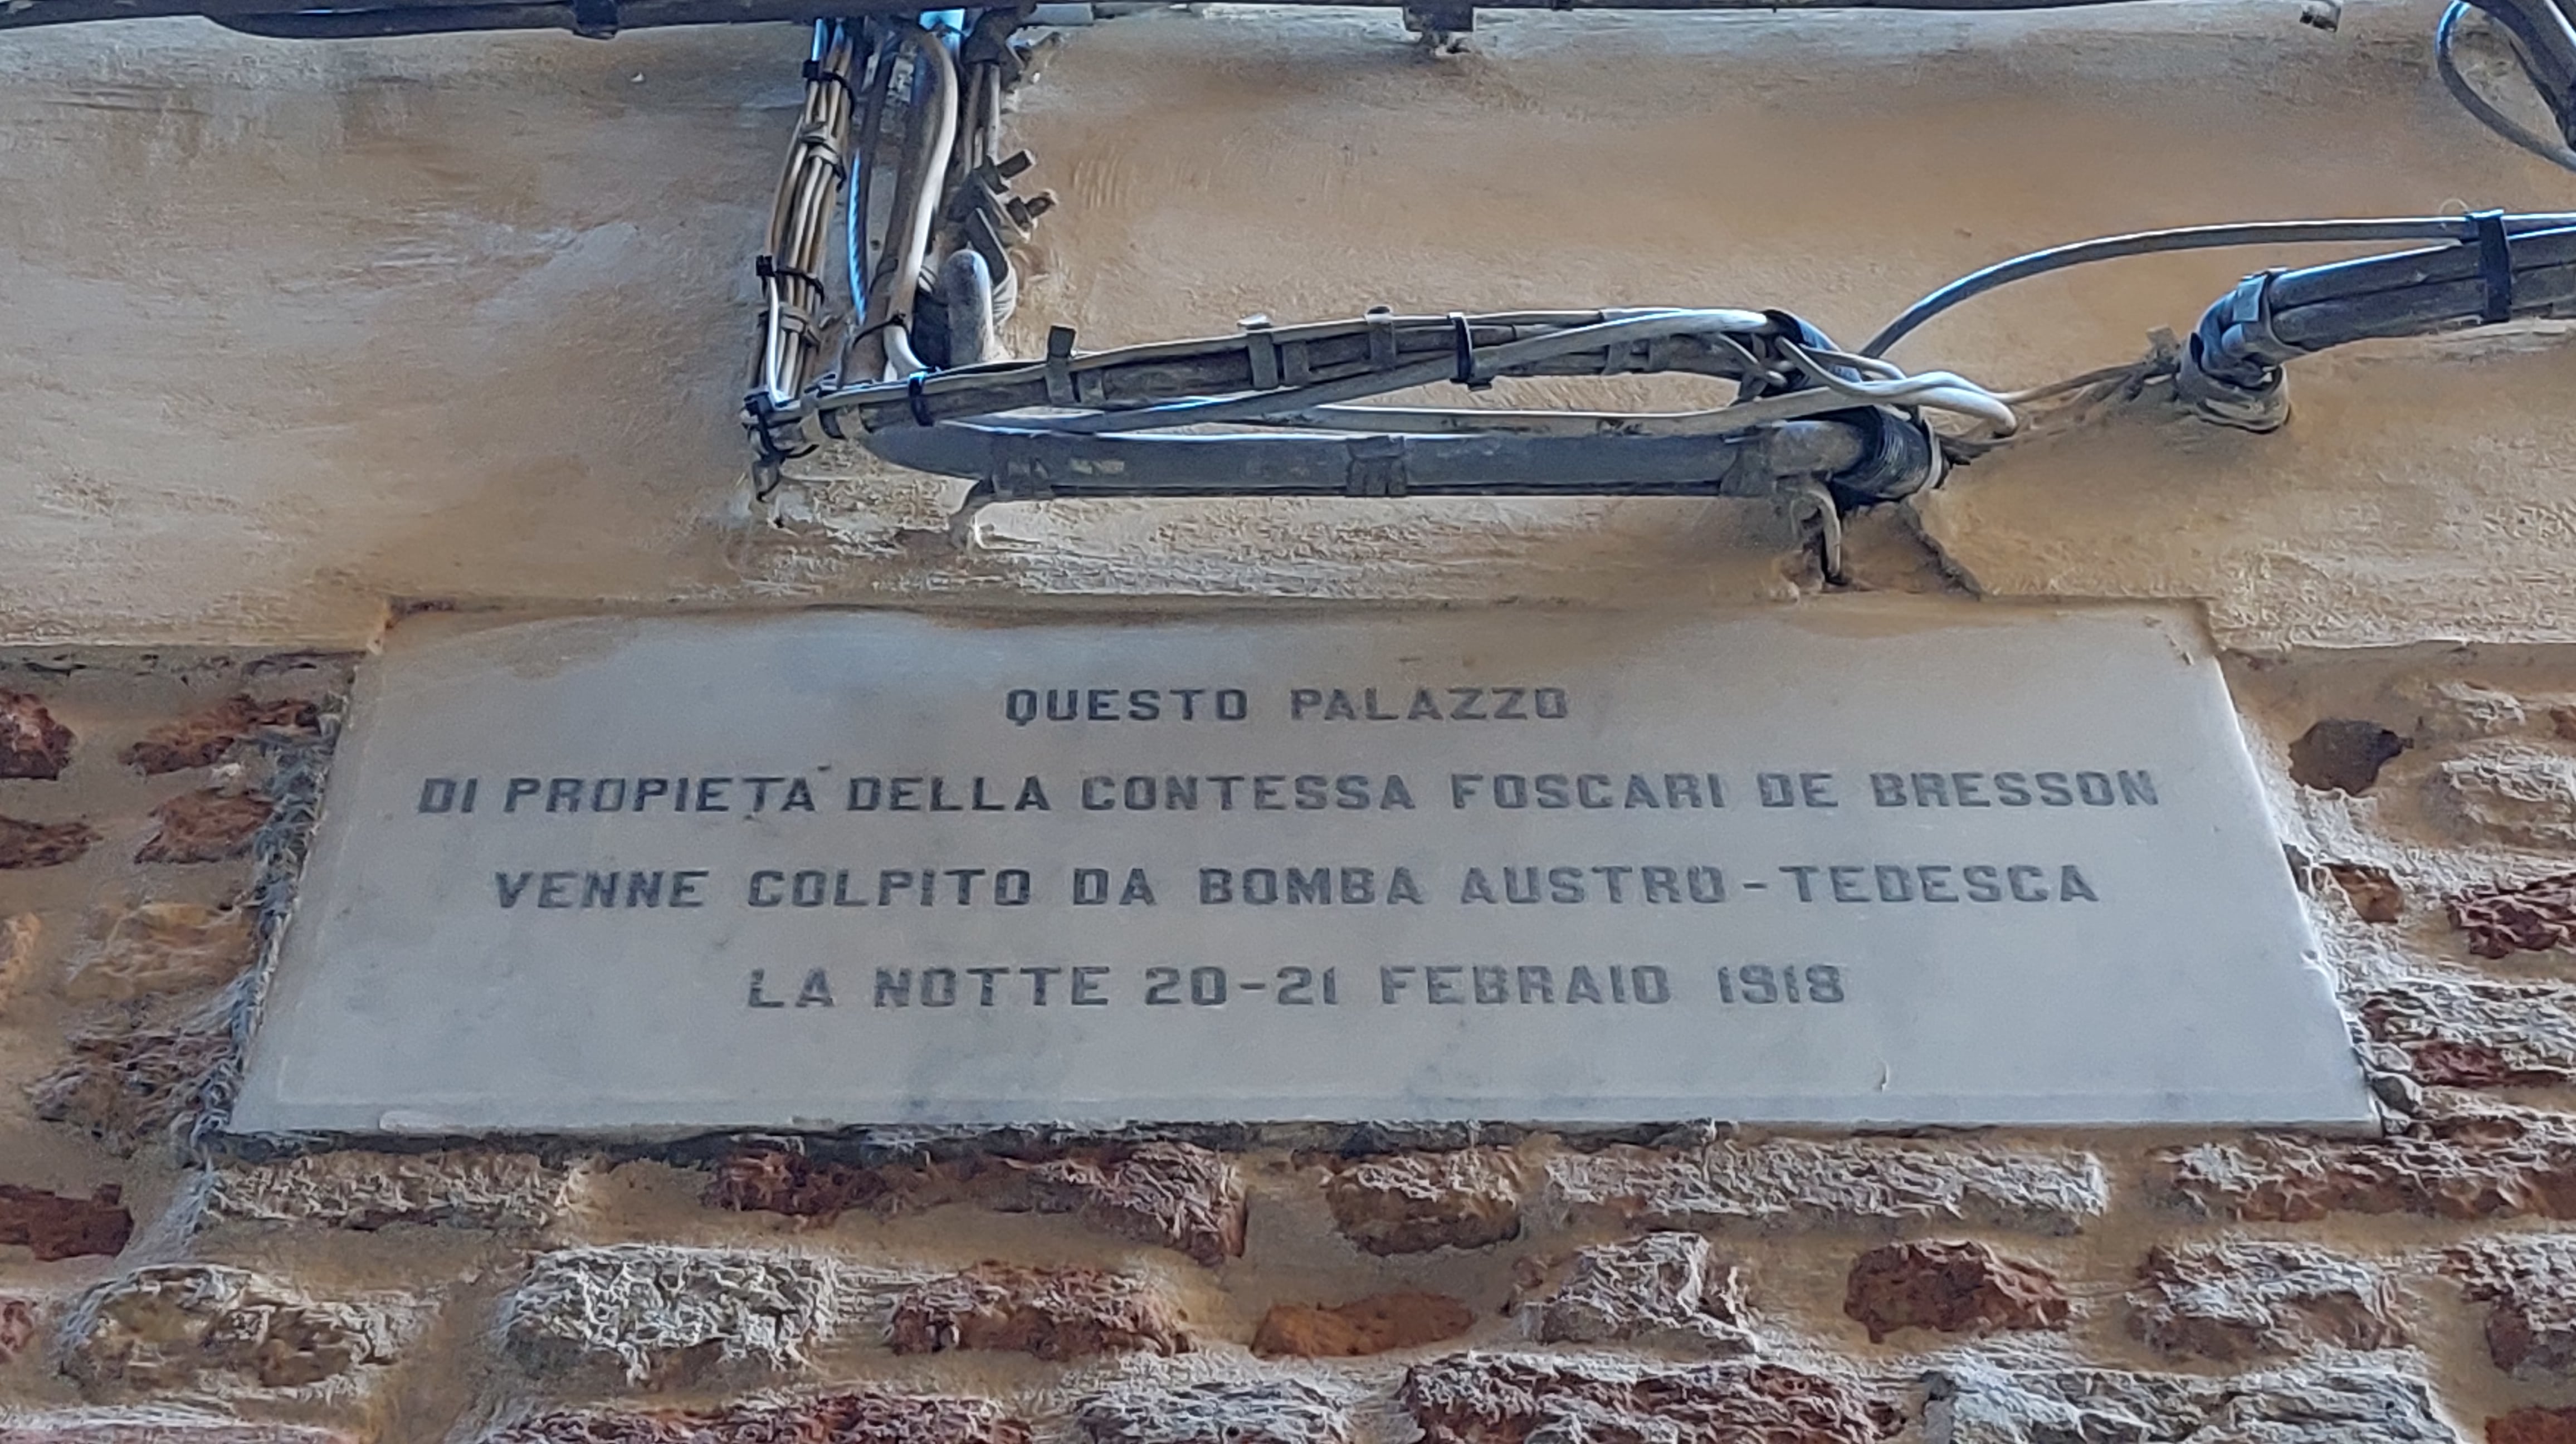 QUESTO PALAZZO
DI PROPIETA' DELLA CONTESSA FOSCARI DE BRESSON
VENNE COLPITO DA BOMBA AUSTRO-TEDESCA
LA NOTTE 20-21 FEBRAIO 1918